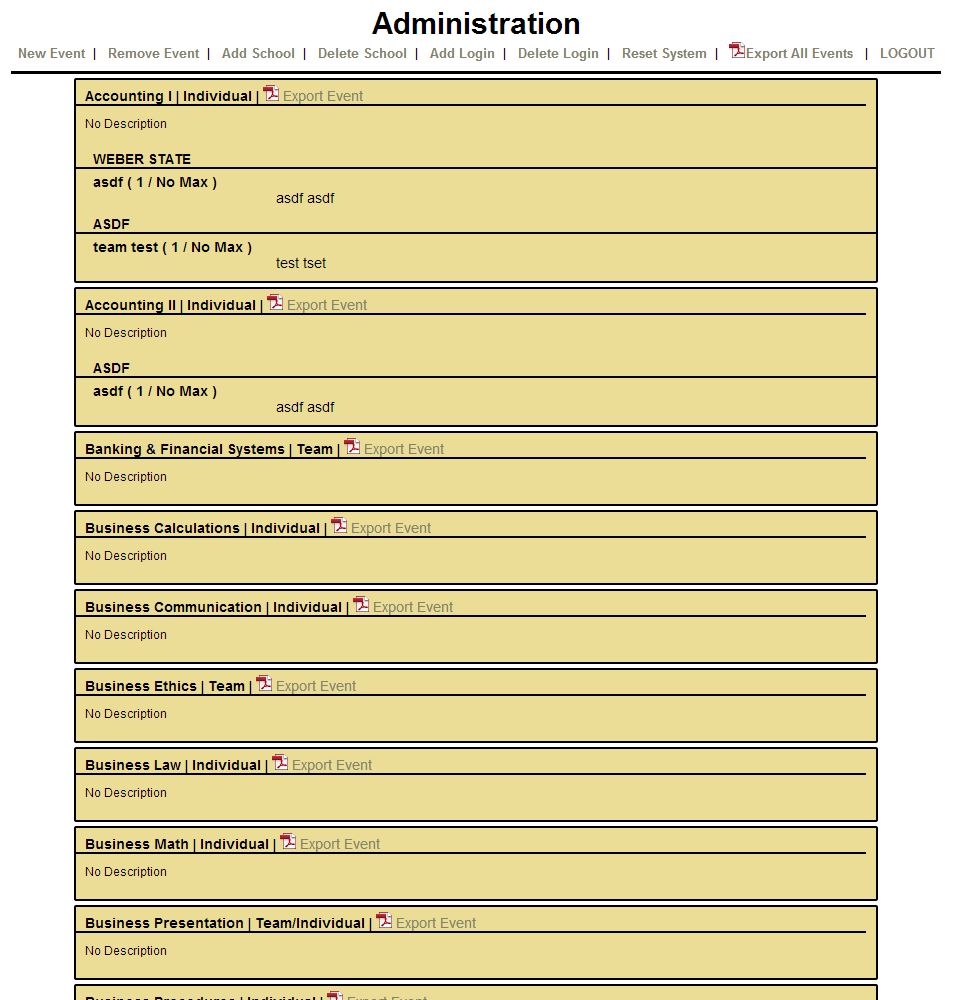 Administration
New Event | Remove Event | Add School | Delete School | Add Login | Delete Login | Reset System | Export All Events | LOGOUT
Accounting I | Individual | Export Event
No Description
WEBER STATE
asdf ( 1 / No Max )
asdf asdf
ASDF
team test ( 1 / No Max )
test tset
Accounting II | Individual | Export Event
No Description
ASDF
asdf ( 1 / No Max )
asdf asdf
Banking & Financial Systems | Team | Export Event
No Description
Business Calculations | Individual | Export Event
No Description
Business Communication | Individual | Export Event
No Description
Business Ethics | Team | Export Event
No Description
Business Law | Individual | Export Event
No Description
Business Math | Individual | Export Event
No Description
Business Presentation | Team/Individual | Export Event
No Description
Business Procedures | Individual | Export Event